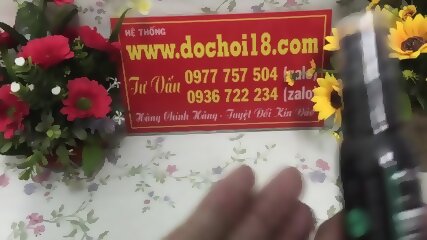 HỆ THỐNG
www.dochoi18.com
Tư Vấn
0977 757 504 (zalo)
0936 722 234 (zalo
Hàng Chính Hãng - Tuyệt Đối Kín Đáo